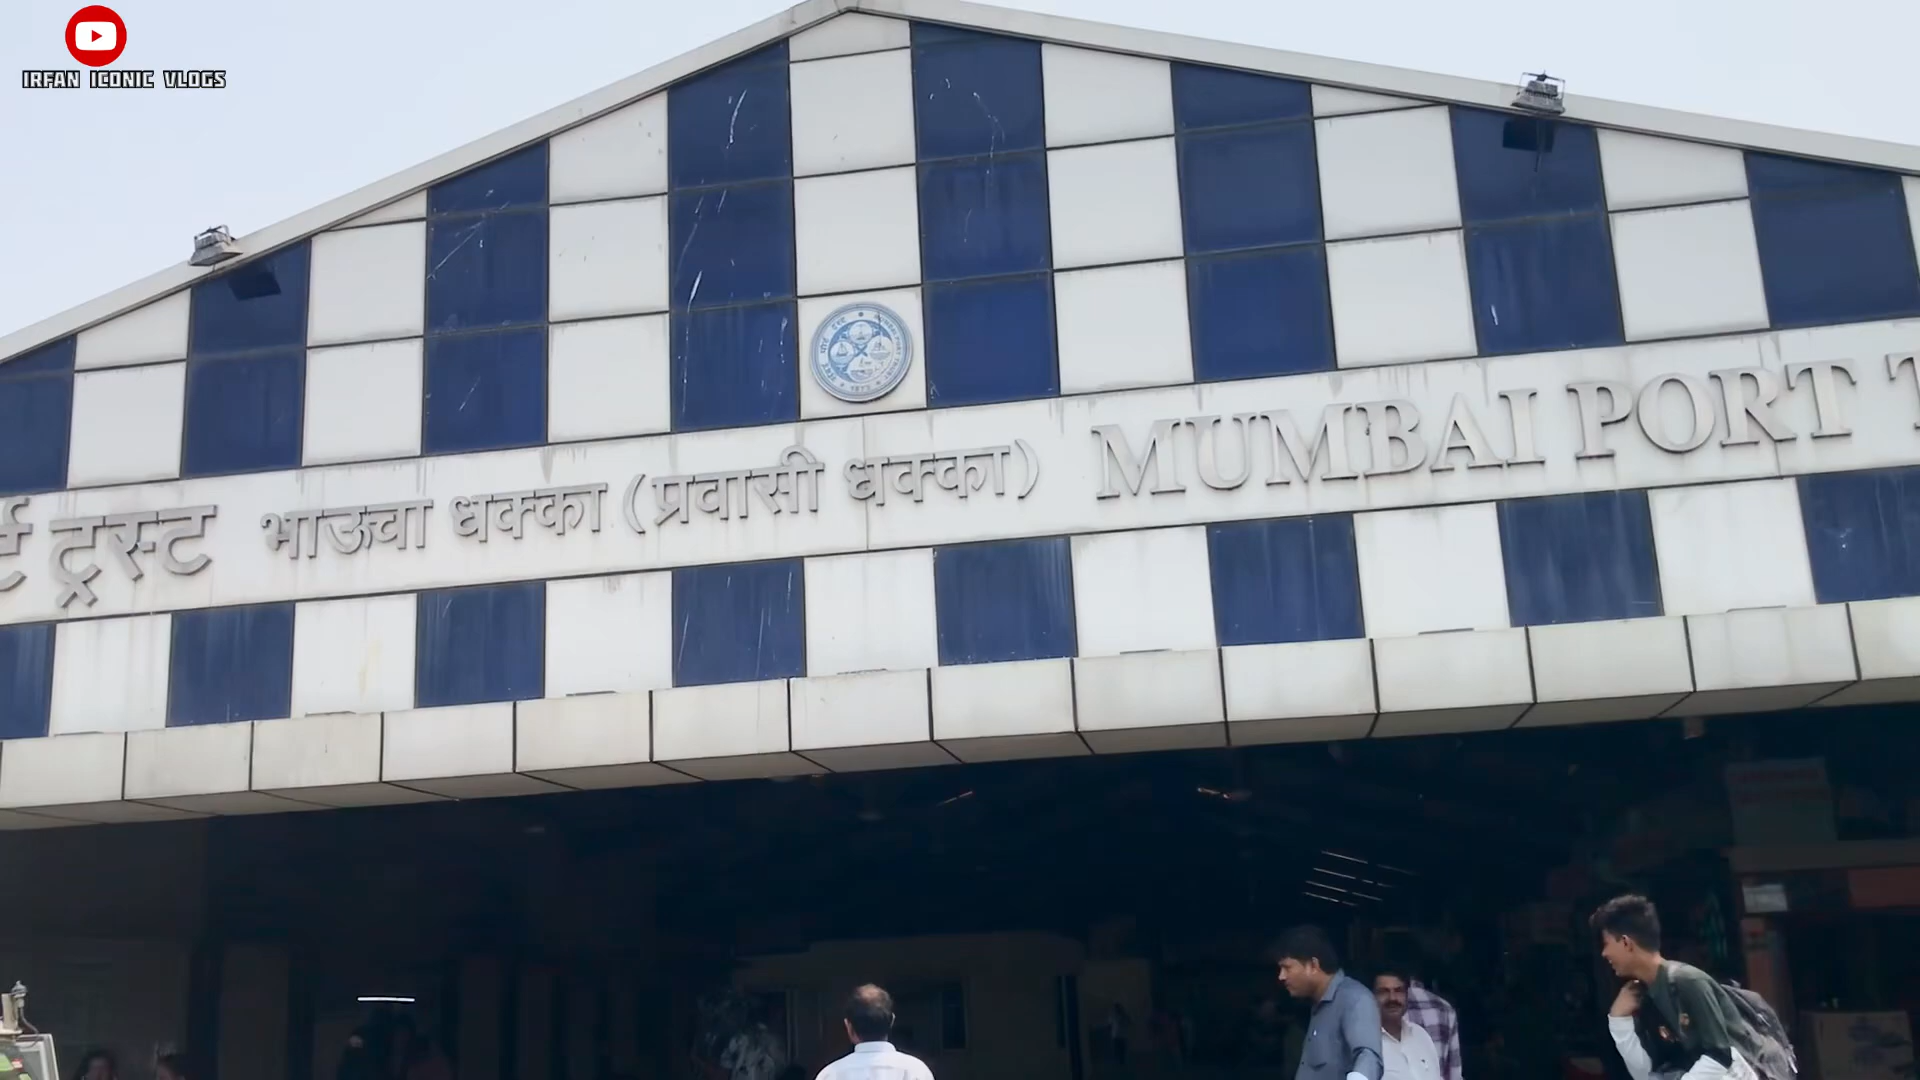 IRFAN ICONIC VLOGS
ट्रस्ट भाऊचा धक्का (प्रवासी धक्का) MUMBAI PORT